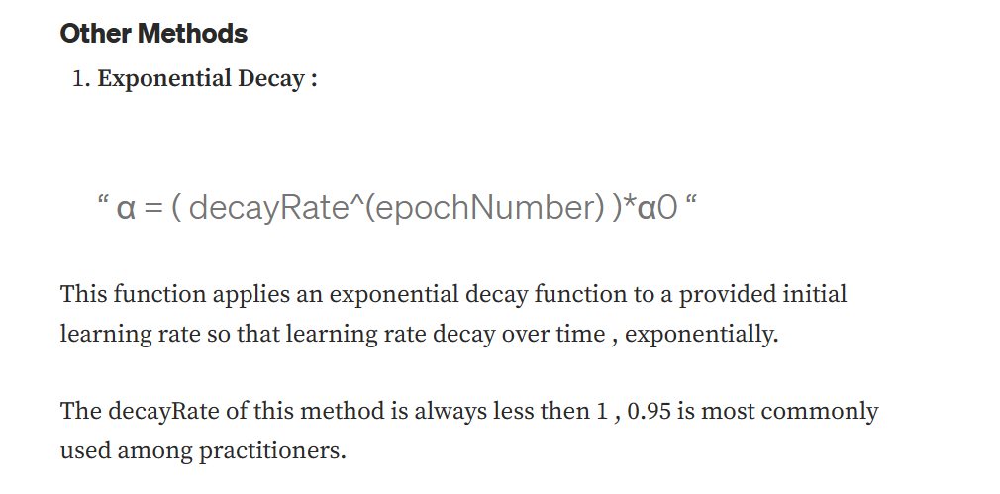 Other Methods
1. Exponential Decay :
“ α = ( decayRate^(epochNumber) )*α0 “
This function applies an exponential decay function to a provided initial
learning rate so that learning rate decay over time , exponentially.
The decayRate of this method is always less then 1 , 0.95 is most commonly
used among practitioners.